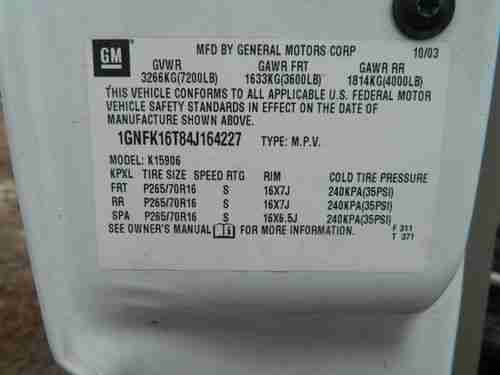 GM
MFD BY GENERAL MOTORS CORP 10/03
GVWR GAWR FRT GAWR RR
3266KG(7200LB) 1633KG(3600LB) 1814KG(4000LB)
THIS VEHICLE CONFORMS TO ALL APPLICABLE U.S. FEDERAL MOTOR
VEHICLE SAFETY STANDARDS IN EFFECT ON THE DATE OF
MANUFACTURE SHOWN ABOVE.
1GNFK16T84J164227 TYPE: M.P.V.
MODEL: K15906
KPXL TIRE SIZE SPEED RTG RIM COLD TIRE PRESSURE
FRT P265/70R16 S 16X7J 240KPA(35PSI)
RR P265/70R16 S 16X7J 240KPA(35PSI)
SPA P265/70R16 S 16X6.5J 240KPA(35PSI)
SEE OWNER'S MANUAL FOR MORE INFORMATION. F 311
T 371